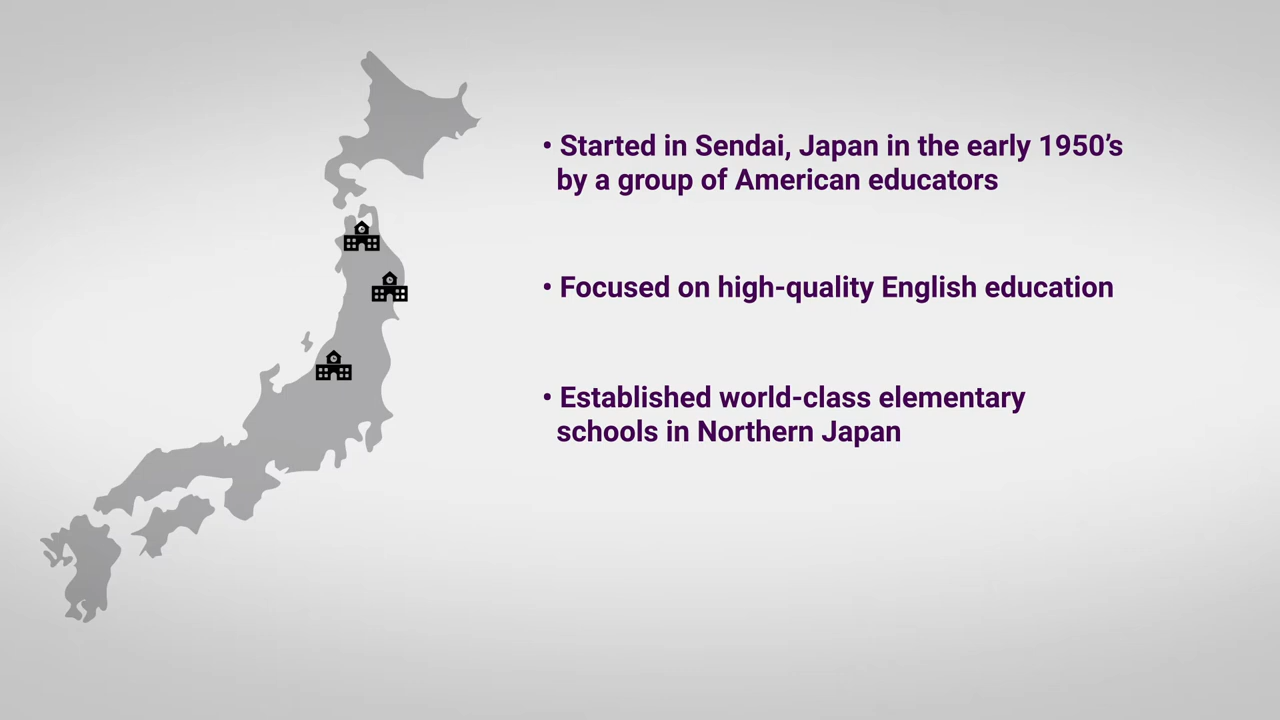 • Started in Sendai, Japan in the early 1950’s
by a group of American educators
• Focused on high-quality English education
• Established world-class elementary
schools in Northern Japan